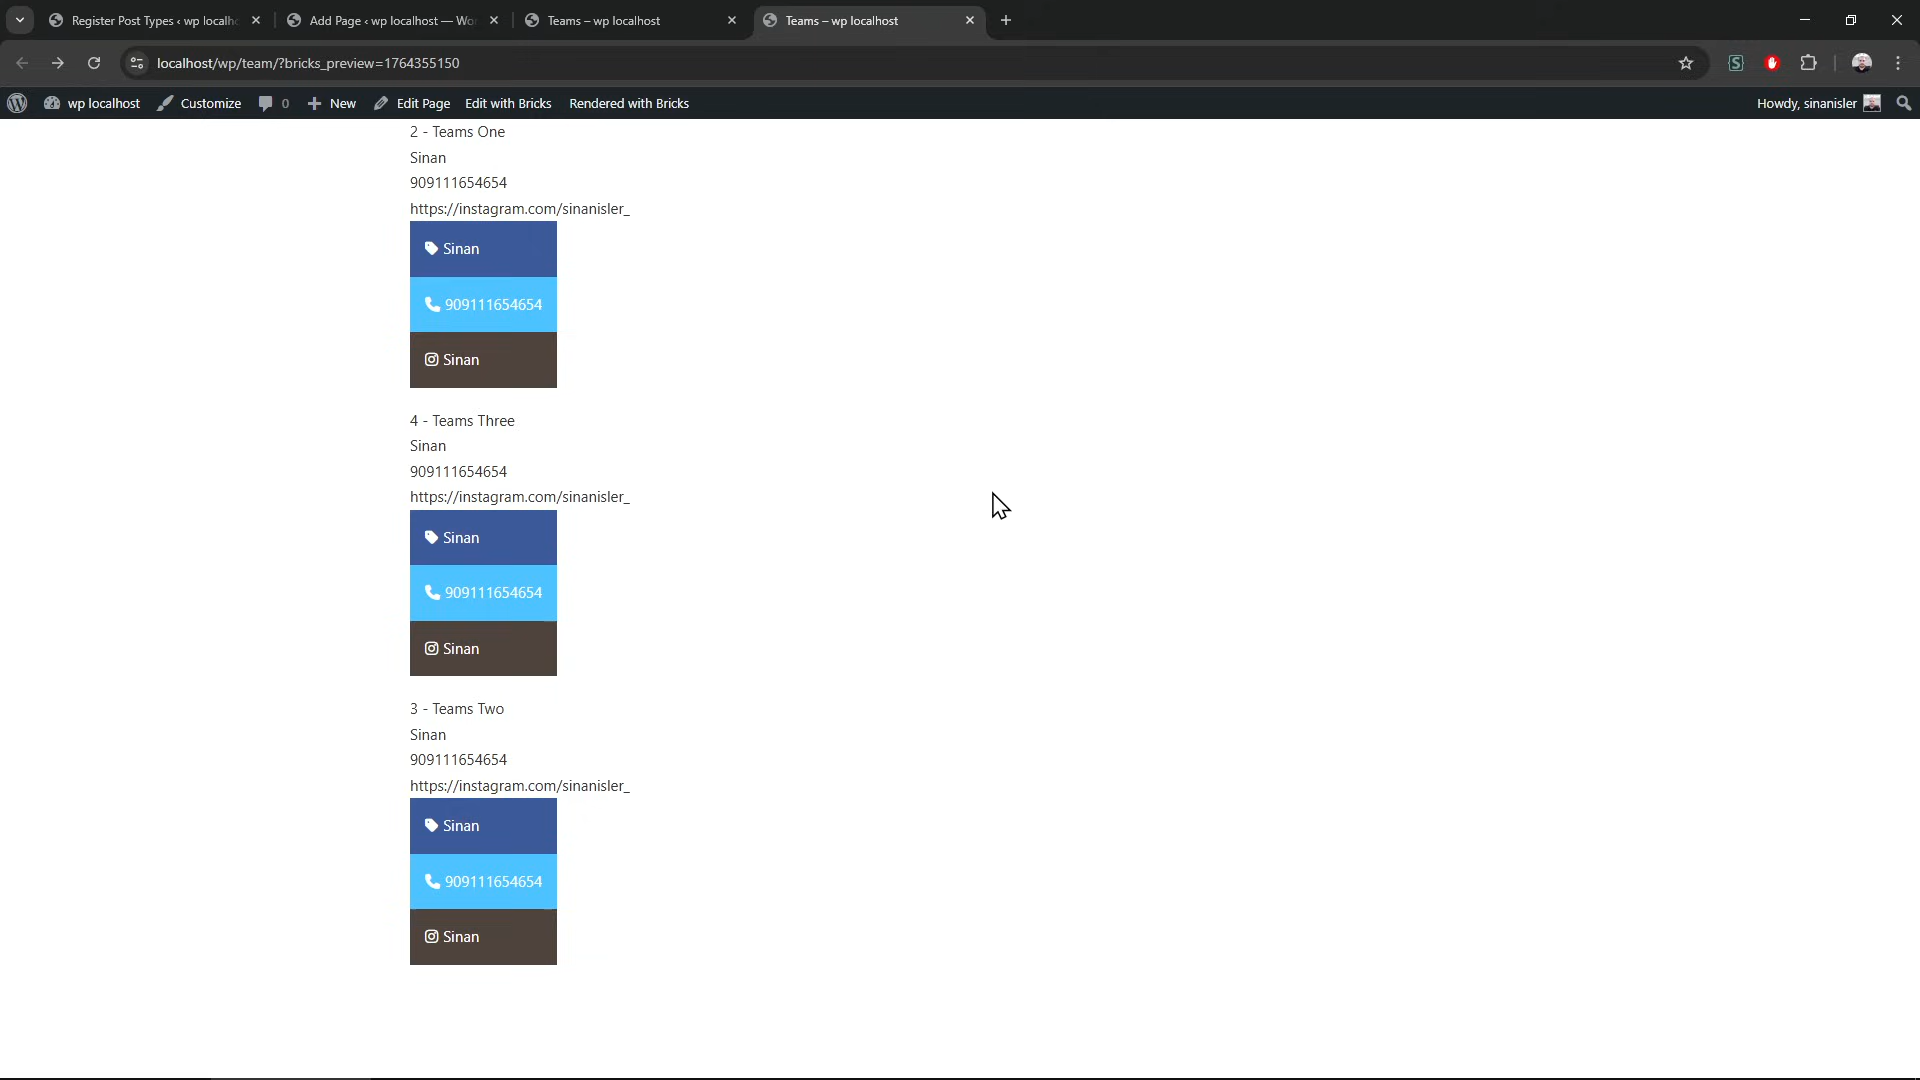 Register Post Types ‹ wp localh
Add Page ‹ wp localhost — Wo
Teams – wp localhost
Teams – wp localhost
localhost/wp/team/?bricks_preview=1764355150
wp localhost
Customize
0
New
Edit Page
Edit with Bricks
Rendered with Bricks
Howdy, sinanisler
2 - Teams One
Sinan
909111654654
https://instagram.com/sinanisler_
Sinan
909111654654
Sinan
4 - Teams Three
Sinan
909111654654
https://instagram.com/sinanisler_
Sinan
909111654654
Sinan
3 - Teams Two
Sinan
909111654654
https://instagram.com/sinanisler_
Sinan
909111654654
Sinan